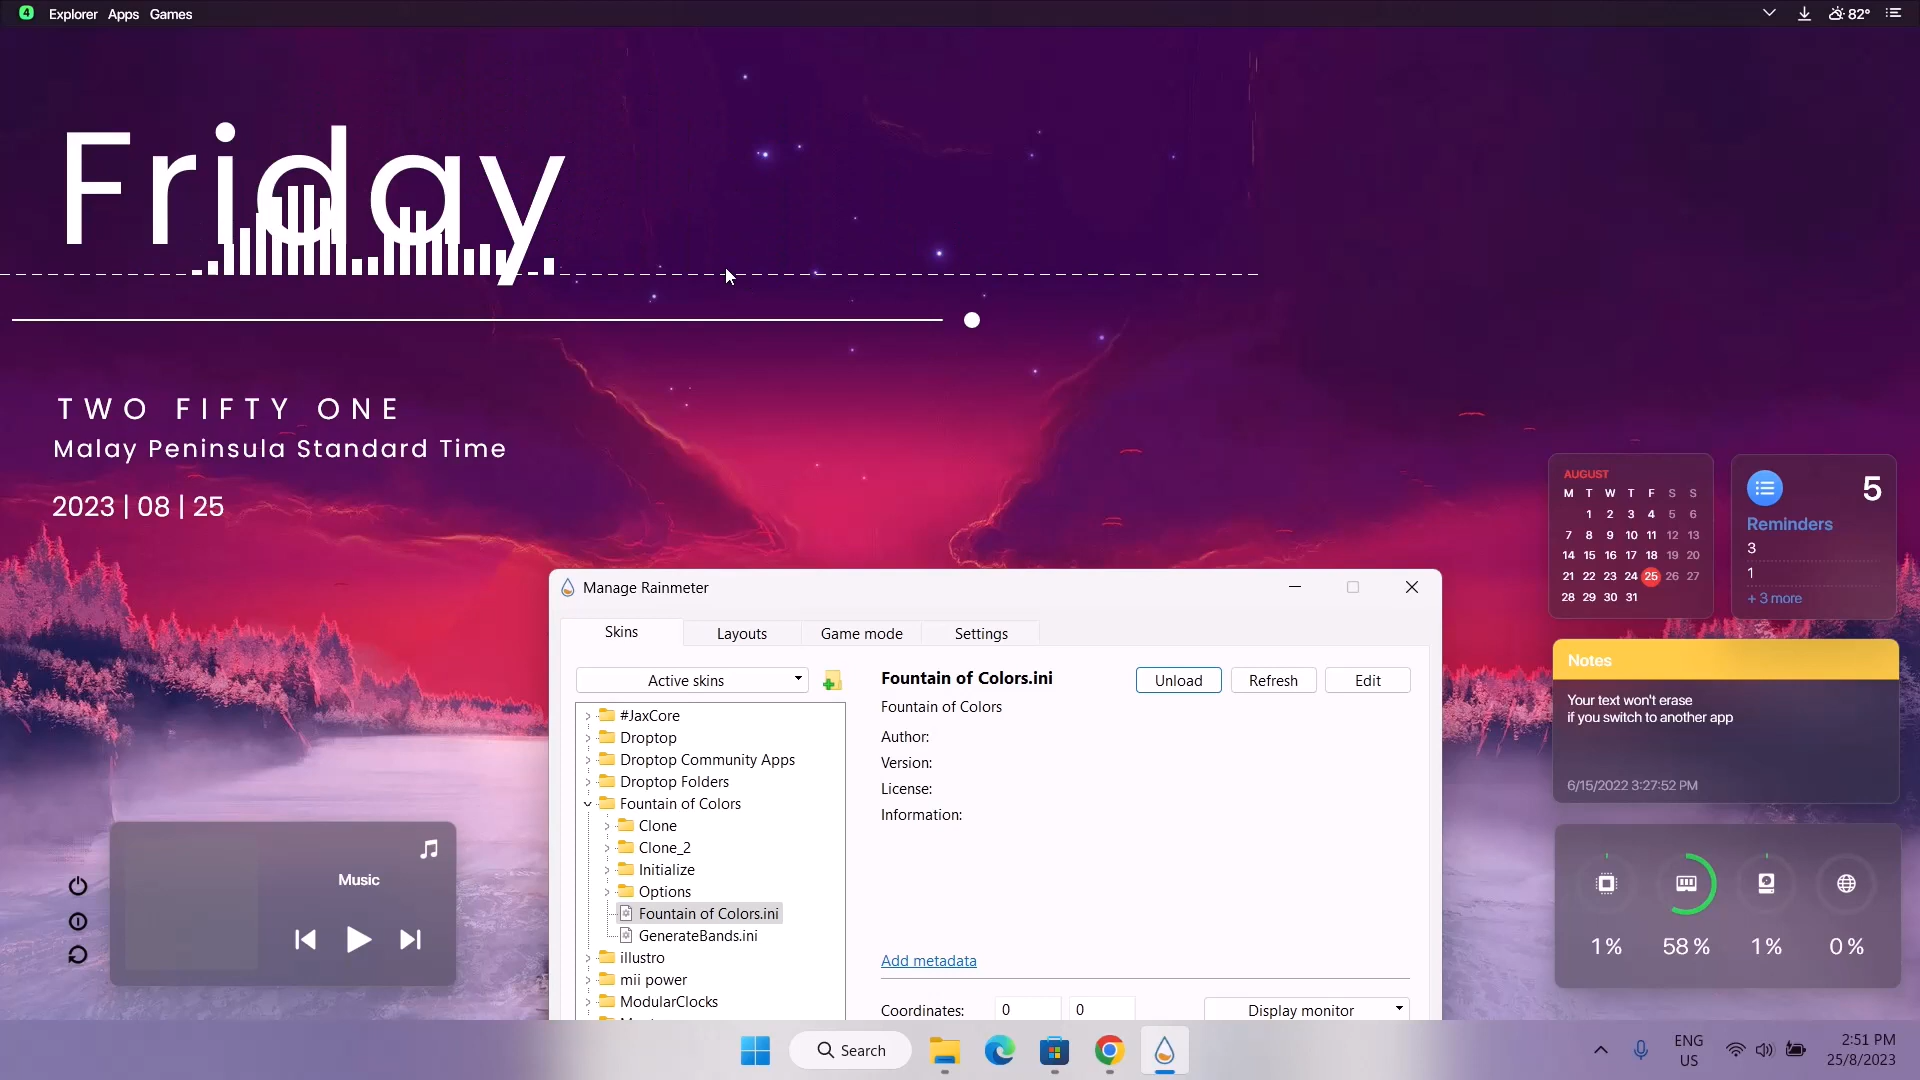 4 Explorer Apps Games
82°
Friday
TWO FIFTY ONE
Malay Peninsula Standard Time
2023 | 08 | 25
AUGUST
M T W T F S S
1 2 3 4 5 6
7 8 9 10 11 12 13
14 15 16 17 18 19 20
21 22 23 24 25 26 27
28 29 30 31
5
Reminders
3
1
+ 3 more
Notes
Your text won't erase
if you switch to another app
6/15/2022 3:27:52 PM
1% 58% 1% 0%
Music
Manage Rainmeter
Skins Layouts Game mode Settings
Active skins
#JaxCore
Droptop
Droptop Community Apps
Droptop Folders
Fountain of Colors
Clone
Clone_2
Initialize
Options
Fountain of Colors.ini
GenerateBands.ini
illustro
mii power
ModularClocks
Fountain of Colors.ini
Unload Refresh Edit
Fountain of Colors
Author:
Version:
License:
Information:
Add metadata
Coordinates: 0 0 Display monitor
Search
ENG
US
2:51 PM
25/8/2023